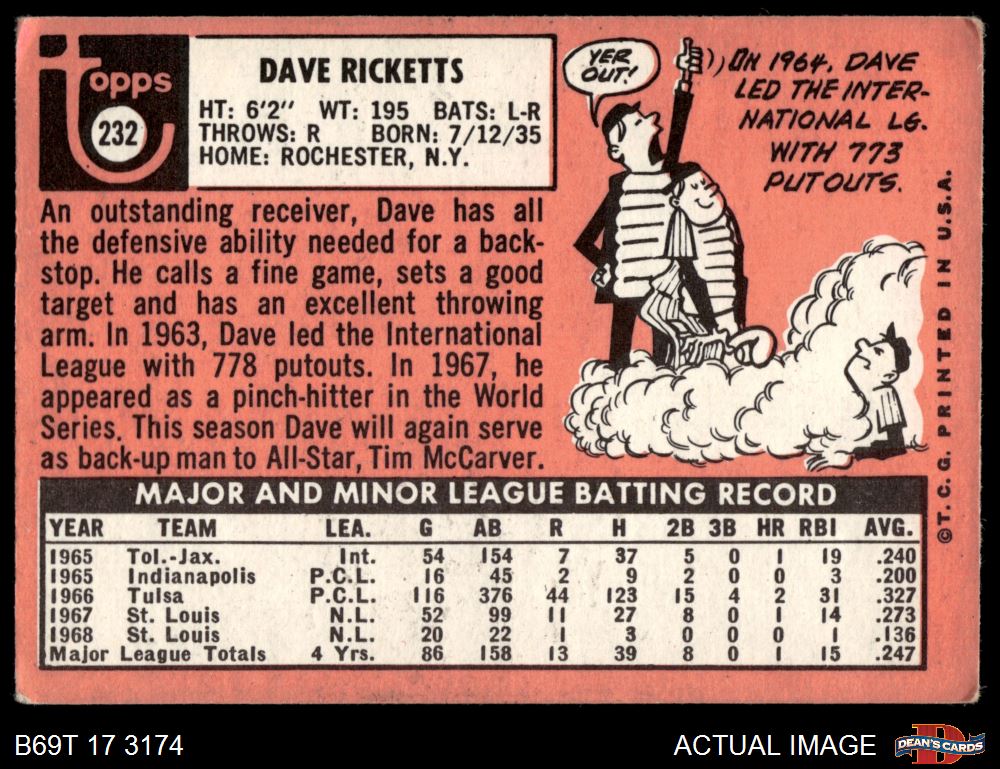 Topps
232
DAVE RICKETTS
HT: 6'2" WT: 195 BATS: L-R
THROWS: R BORN: 7/12/35
HOME: ROCHESTER, N.Y.
An outstanding receiver, Dave has all
the defensive ability needed for a back-
stop. He calls a fine game, sets a good
target and has an excellent throwing
arm. In 1963, Dave led the International
League with 778 putouts. In 1967, he
appeared as a pinch-hitter in the World
Series. This season Dave will again serve
as back-up man to All-Star, Tim McCarver.
YER
OUT!
IN 1964, DAVE
LED THE INTER-
NATIONAL LG.
WITH 773
PUTOUTS.
© T. C. G. PRINTED IN U.S.A.
MAJOR AND MINOR LEAGUE BATTING RECORD
YEAR TEAM LEA. G AB R H 2B 3B HR RBI AVG.
1965 Tol.-Jax. Int. 54 154 7 37 5 0 1 19 .240
1965 Indianapolis P.C.L. 16 45 2 9 2 0 0 3 .200
1966 Tulsa P.C.L. 116 376 44 123 15 4 2 31 .327
1967 St. Louis N.L. 52 99 11 27 8 0 1 14 .273
1968 St. Louis N.L. 20 22 1 3 0 0 0 1 .136
Major League Totals 4 Yrs. 86 158 13 39 8 0 1 15 .247
B69T 17 3174
ACTUAL IMAGE
D
DEAN'S CARDS